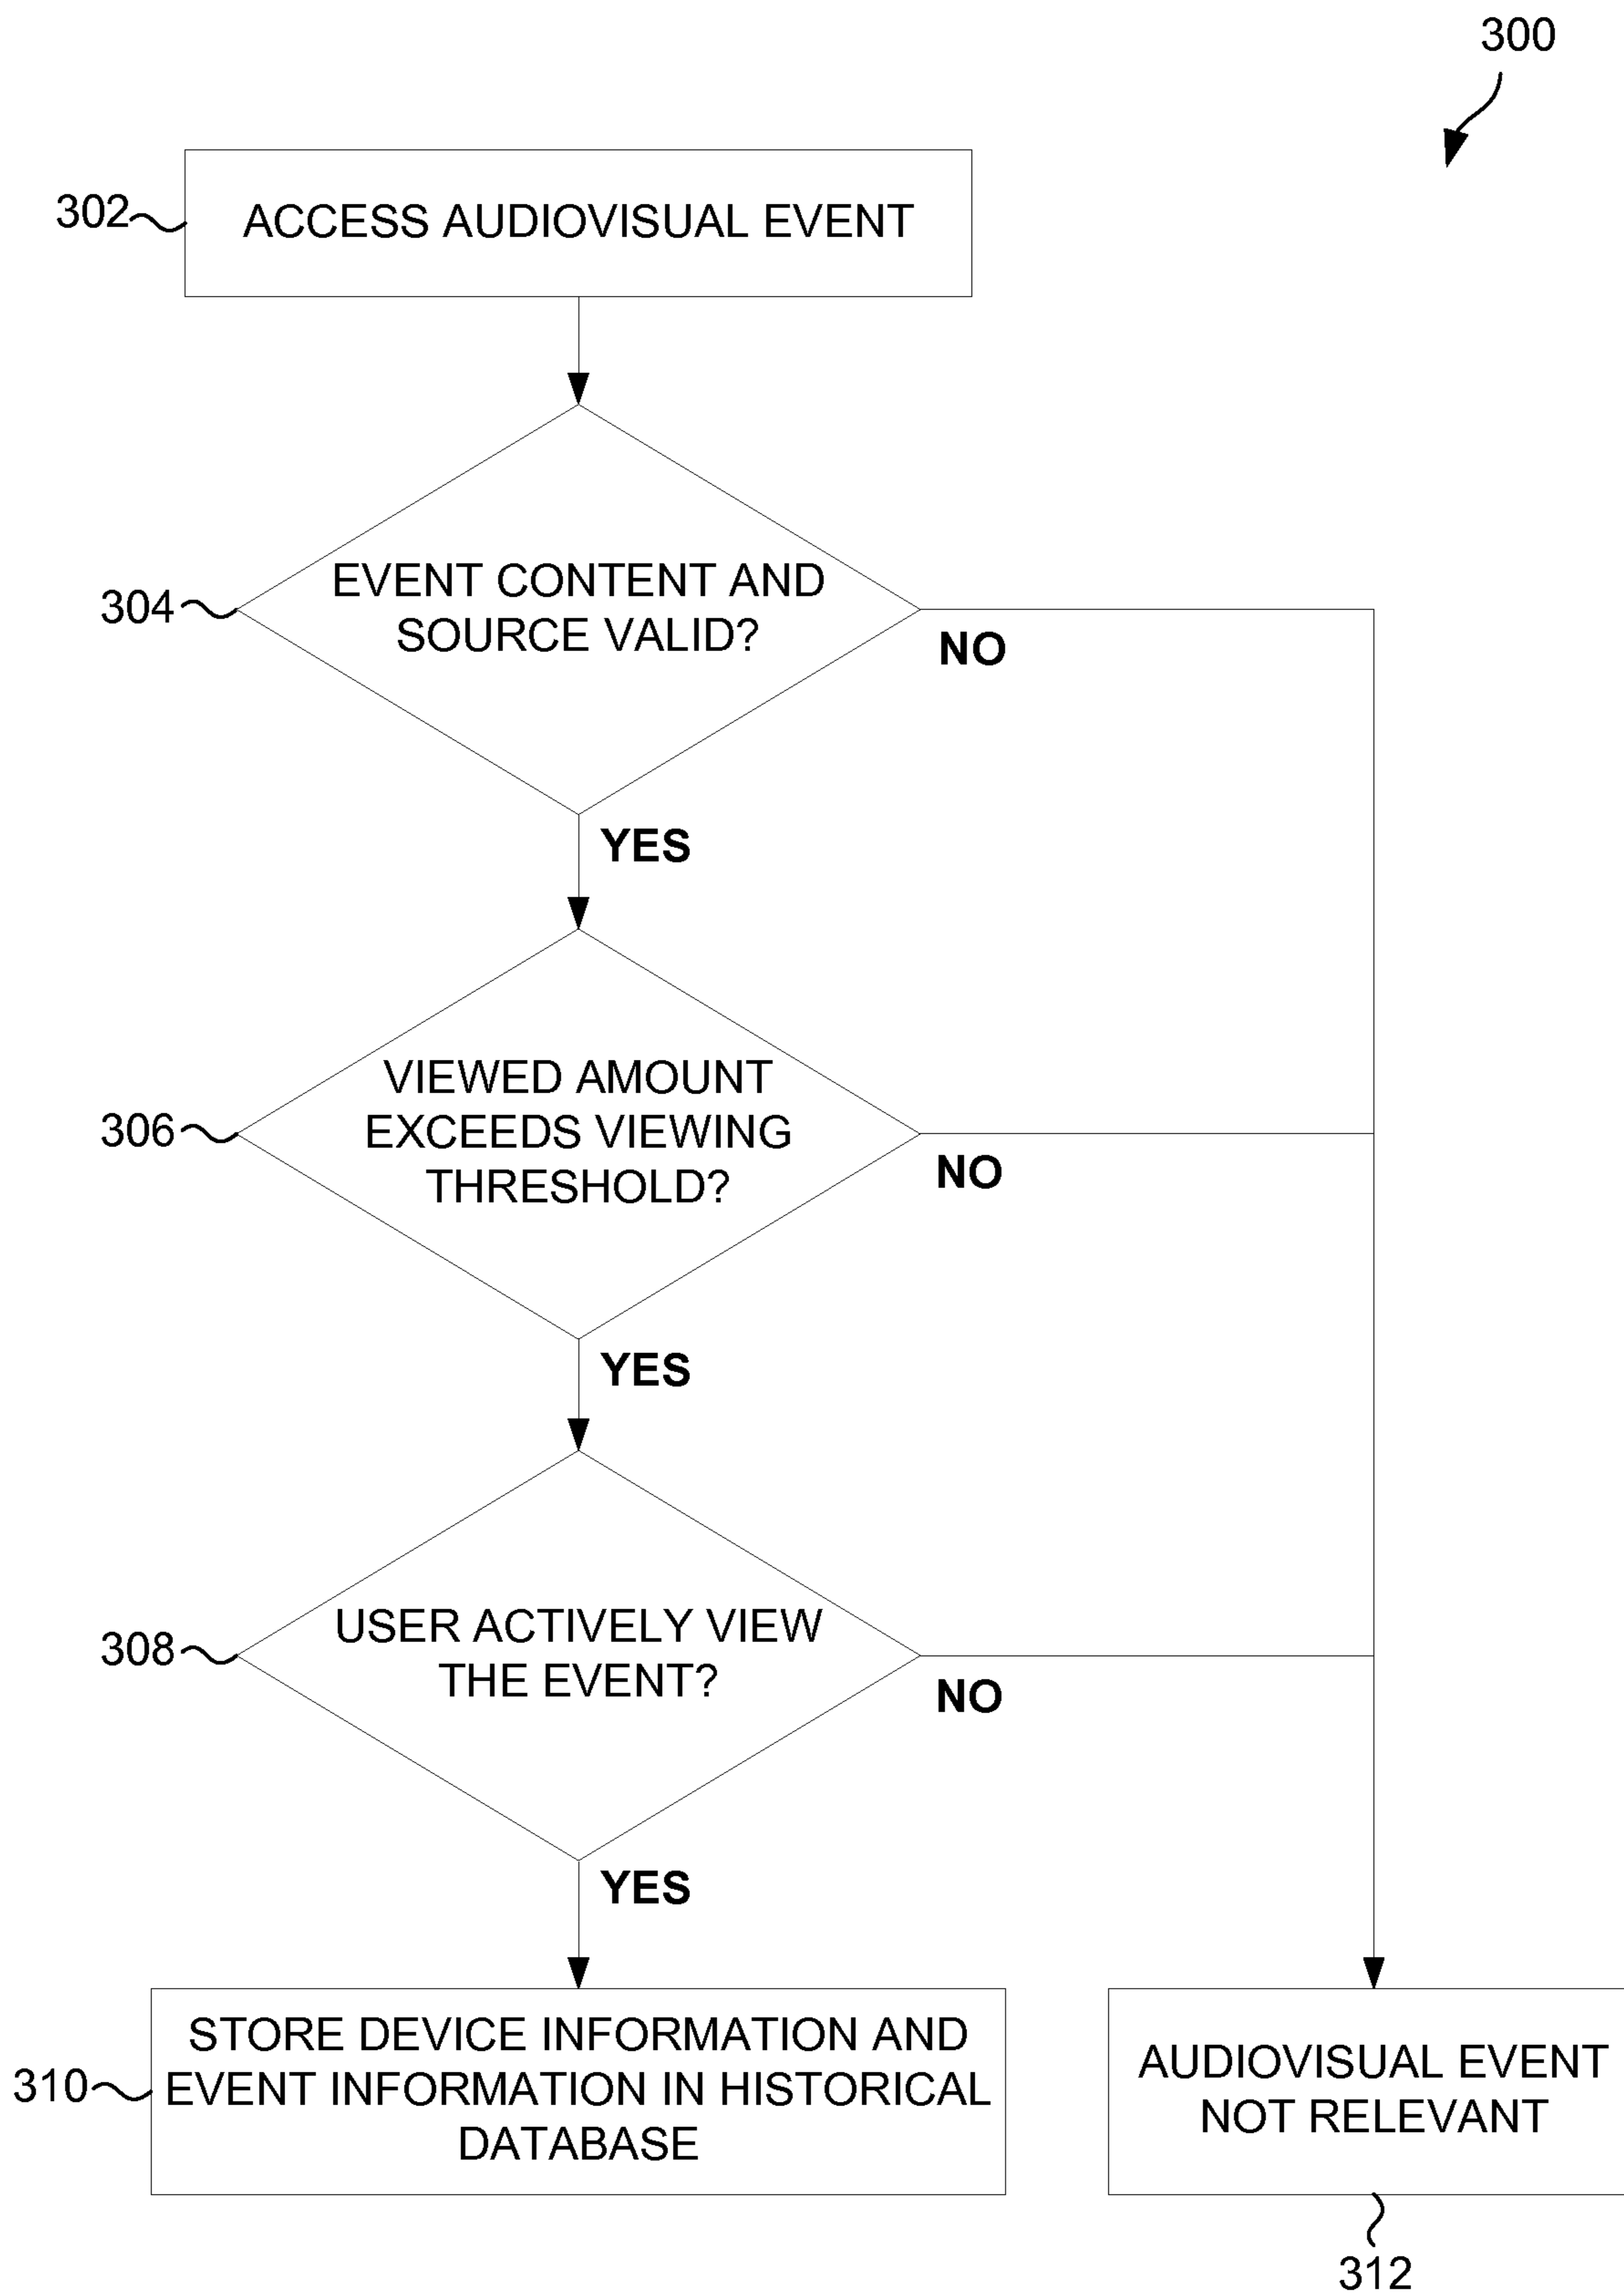 300
302
ACCESS AUDIOVISUAL EVENT
304
EVENT CONTENT AND
SOURCE VALID?
NO
YES
306
VIEWED AMOUNT
EXCEEDS VIEWING
THRESHOLD?
NO
YES
308
USER ACTIVELY VIEW
THE EVENT?
NO
YES
310
STORE DEVICE INFORMATION AND
EVENT INFORMATION IN HISTORICAL
DATABASE
AUDIOVISUAL EVENT
NOT RELEVANT
312